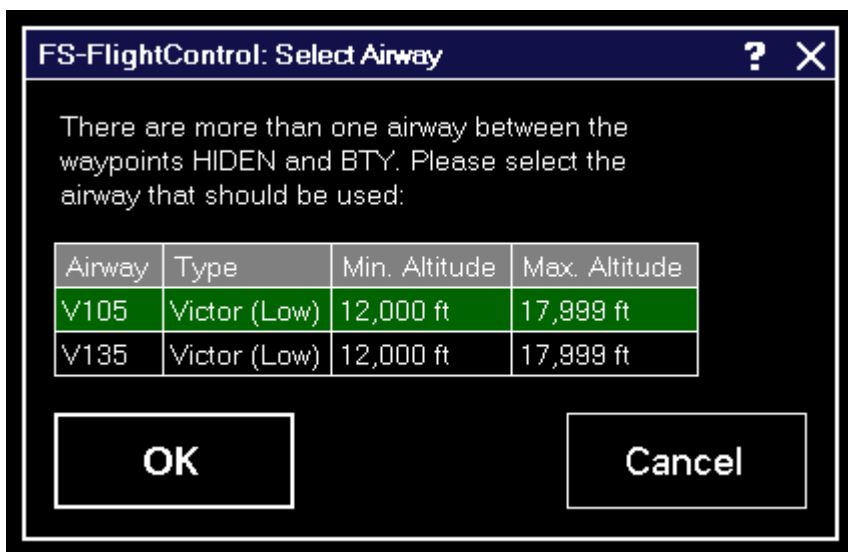 FS-FlightControl: Select Airway ? X
There are more than one airway between the
waypoints HIDEN and BTY. Please select the
airway that should be used:
Airway Type Min. Altitude Max. Altitude
V105 Victor (Low) 12,000 ft 17,999 ft
V135 Victor (Low) 12,000 ft 17,999 ft
OK Cancel